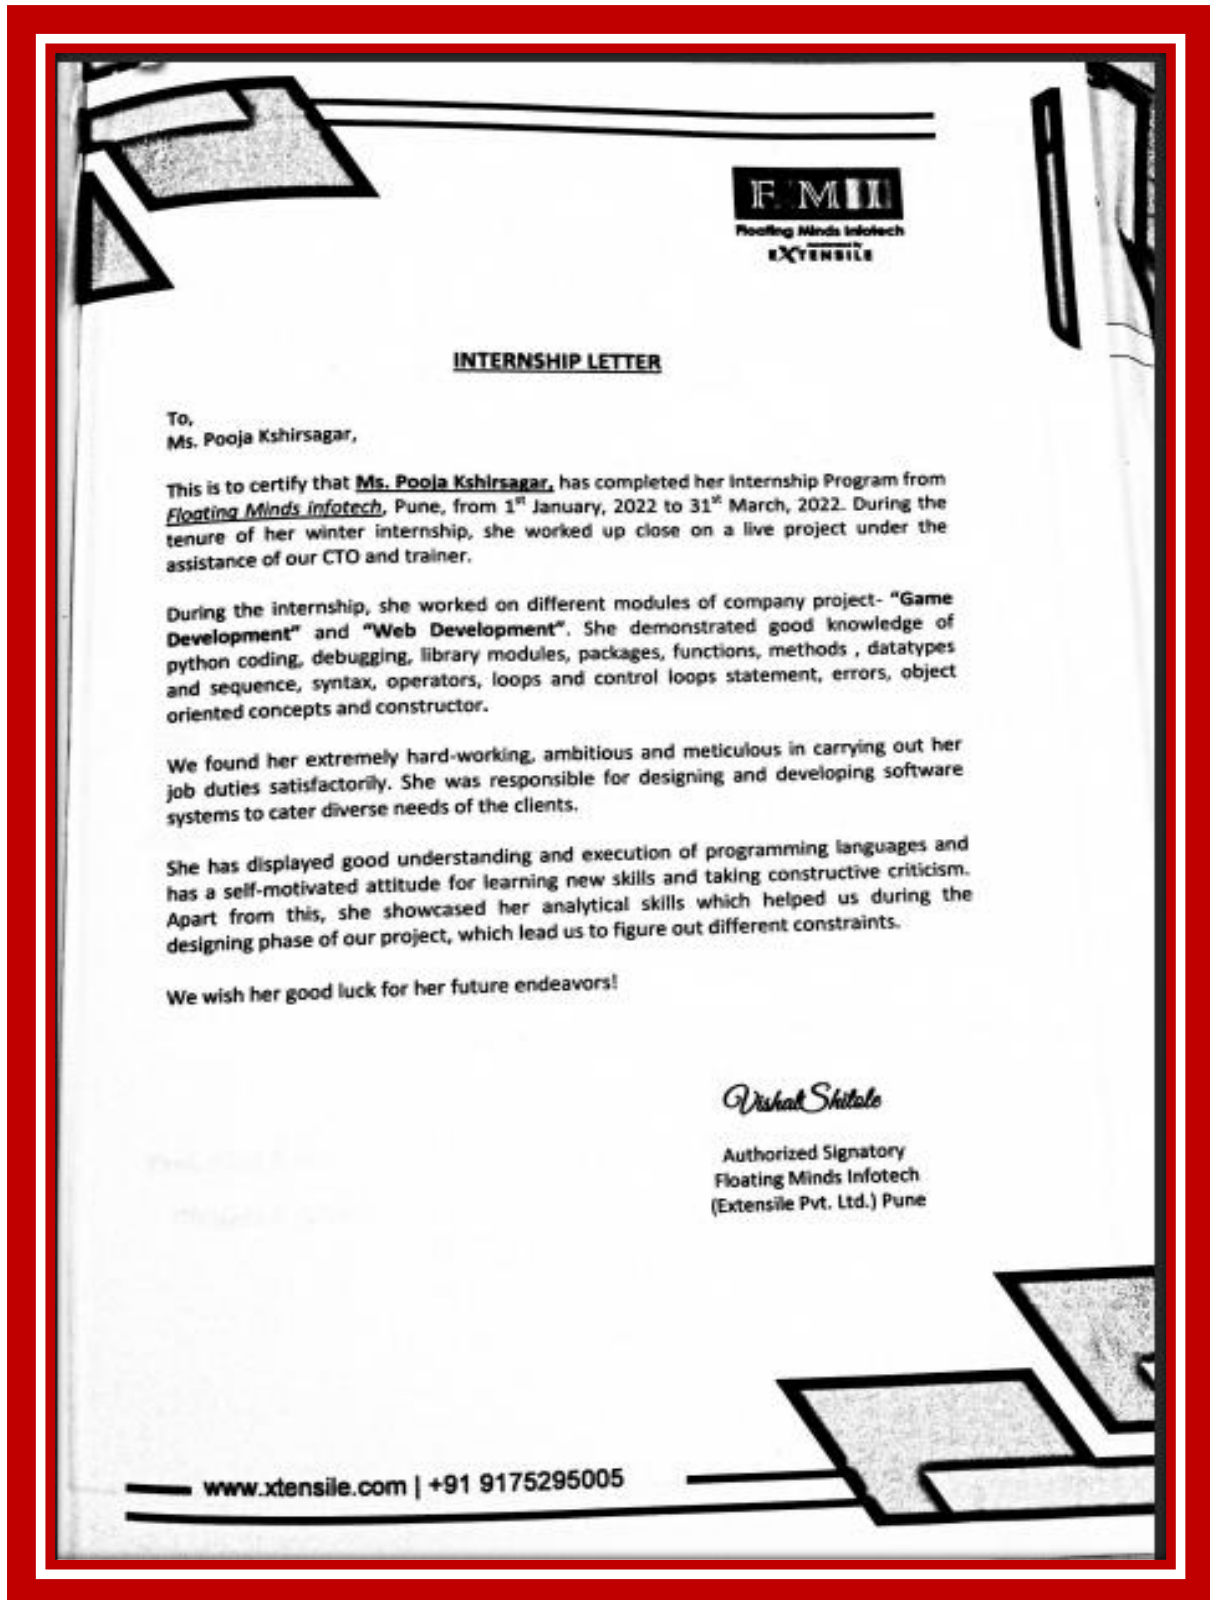 F MI
Floating Minds Infotech
EXTENSILE
INTERNSHIP LETTER
To,
Ms. Pooja Kshirsagar,
This is to certify that Ms. Pooja Kshirsagar, has completed her Internship Program from
Floating Minds infotech, Pune, from 1st January, 2022 to 31st March, 2022. During the
tenure of her winter internship, she worked up close on a live project under the
assistance of our CTO and trainer.
During the internship, she worked on different modules of company project- “Game
Development” and “Web Development”. She demonstrated good knowledge of
python coding, debugging, library modules, packages, functions, methods , datatypes
and sequence, syntax, operators, loops and control loops statement, errors, object
oriented concepts and constructor.
We found her extremely hard-working, ambitious and meticulous in carrying out her
job duties satisfactorily. She was responsible for designing and developing software
systems to cater diverse needs of the clients.
She has displayed good understanding and execution of programming languages and
has a self-motivated attitude for learning new skills and taking constructive criticism.
Apart from this, she showcased her analytical skills which helped us during the
designing phase of our project, which lead us to figure out different constraints.
We wish her good luck for her future endeavors!
Vishal Shitole
Authorized Signatory
Floating Minds Infotech
(Extensile Pvt. Ltd.) Pune
www.xtensile.com | +91 9175295005